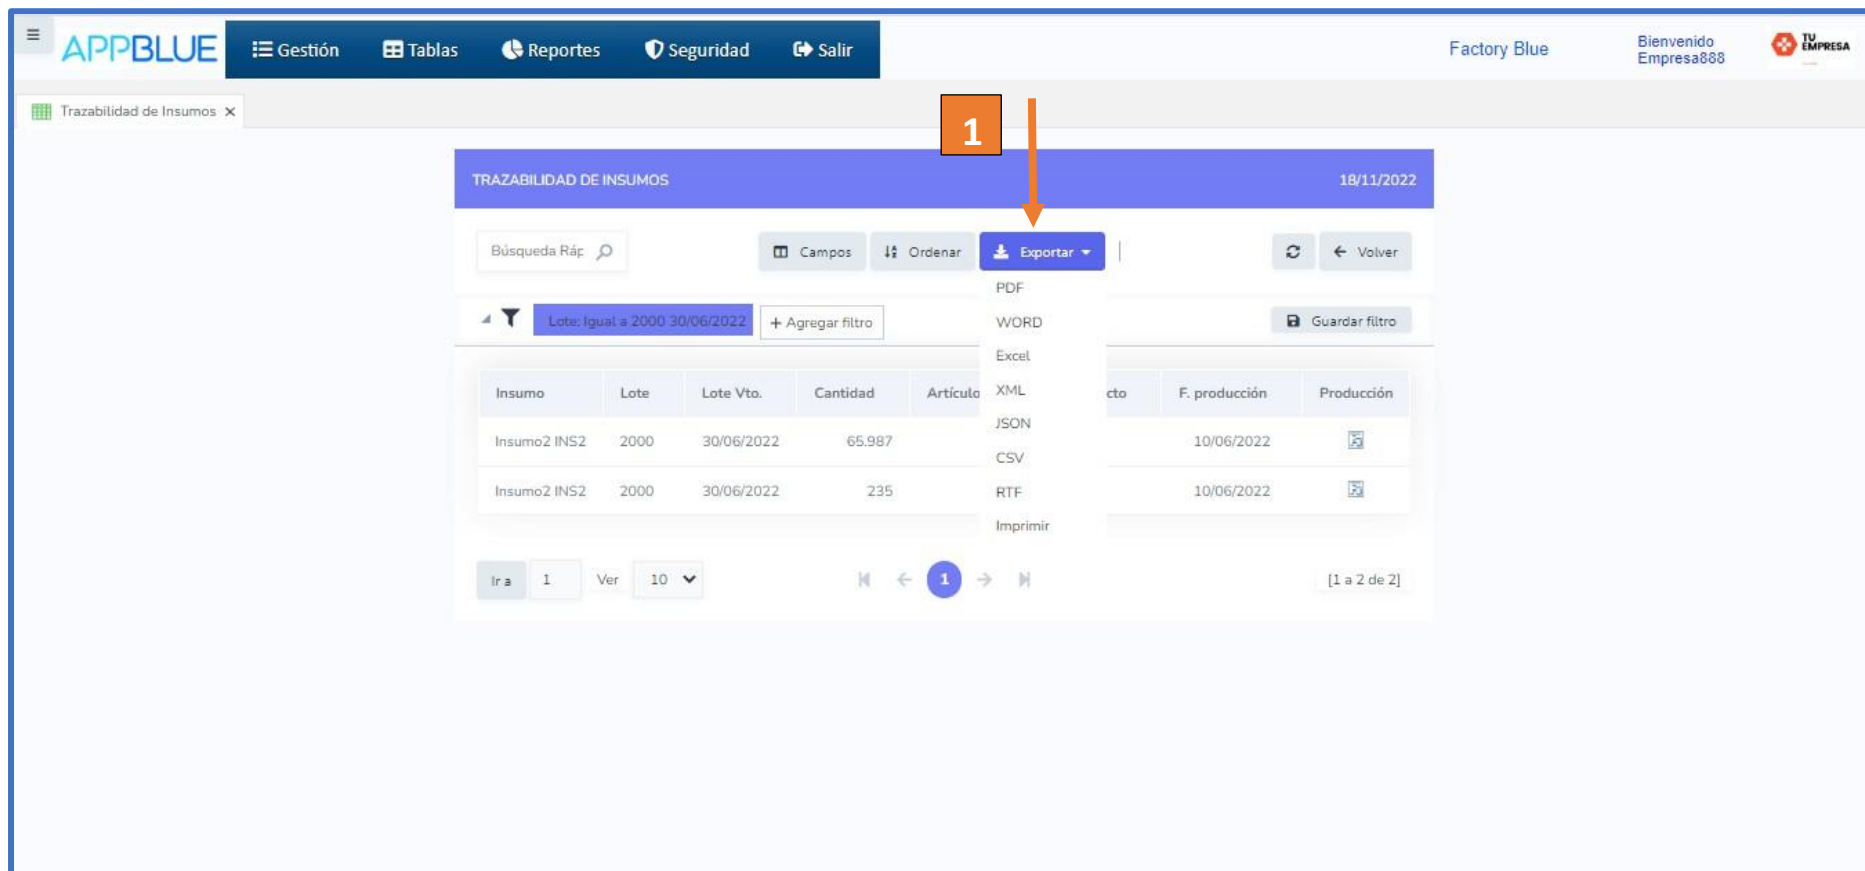 APPBLUE Gestión Tablas Reportes Seguridad Salir Factory Blue Bienvenido Empresa888 TU EMPRESA
Trazabilidad de Insumos
1
TRAZABILIDAD DE INSUMOS 18/11/2022
Búsqueda Ráp Campos Ordenar Exportar Volver
PDF
Lote: Igual a 2000 30/06/2022 + Agregar filtro WORD Guardar filtro
Excel
Insumo Lote Lote Vto. Cantidad Artículo XML cto F. producción Producción
JSON
Insumo2 INS2 2000 30/06/2022 65.987 10/06/2022
CSV
Insumo2 INS2 2000 30/06/2022 235 RTF 10/06/2022
Imprimir
Ir a 1 Ver 10 1 [1 a 2 de 2]